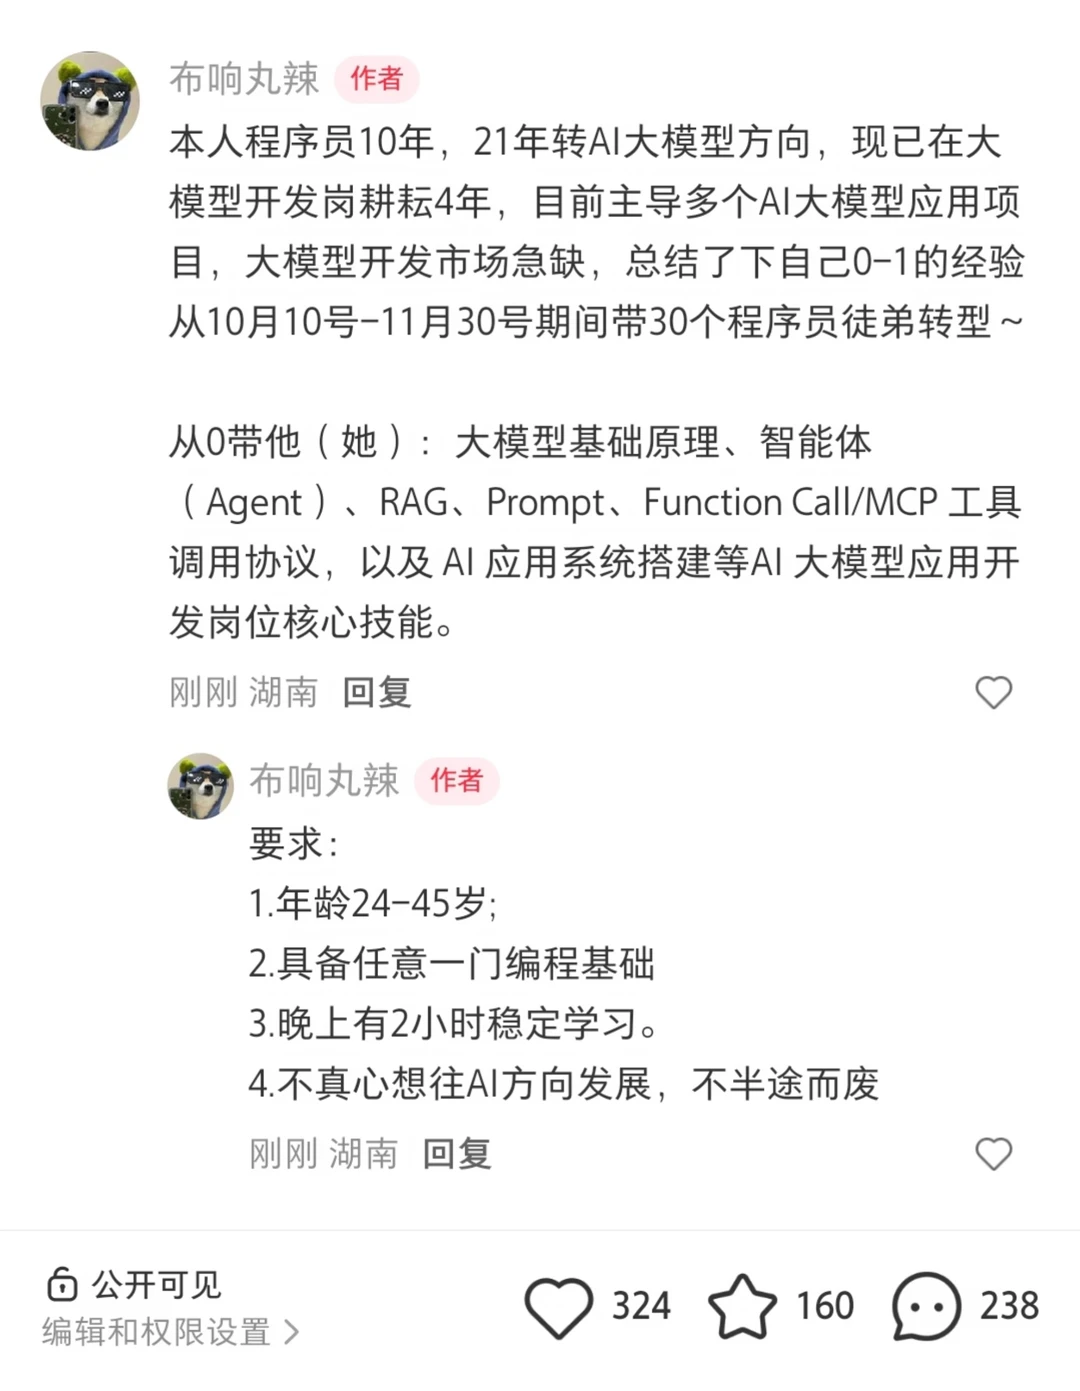 布响丸辣 作者
本人程序员10年，21年转AI大模型方向，现已在大
模型开发岗耕耘4年，目前主导多个AI大模型应用项
目，大模型开发市场急缺，总结了下自己0-1的经验
从10月10号-11月30号期间带30个程序员徒弟转型～
从0带他（她）：大模型基础原理、智能体
（Agent）、RAG、Prompt、Function Call/MCP 工具
调用协议，以及 AI 应用系统搭建等AI 大模型应用开
发岗位核心技能。
刚刚 湖南 回复
布响丸辣 作者
要求：
1.年龄24-45岁;
2.具备任意一门编程基础
3.晚上有2小时稳定学习。
4.不真心想往AI方向发展，不半途而废
刚刚 湖南 回复
公开可见
编辑和权限设置
324 160 238